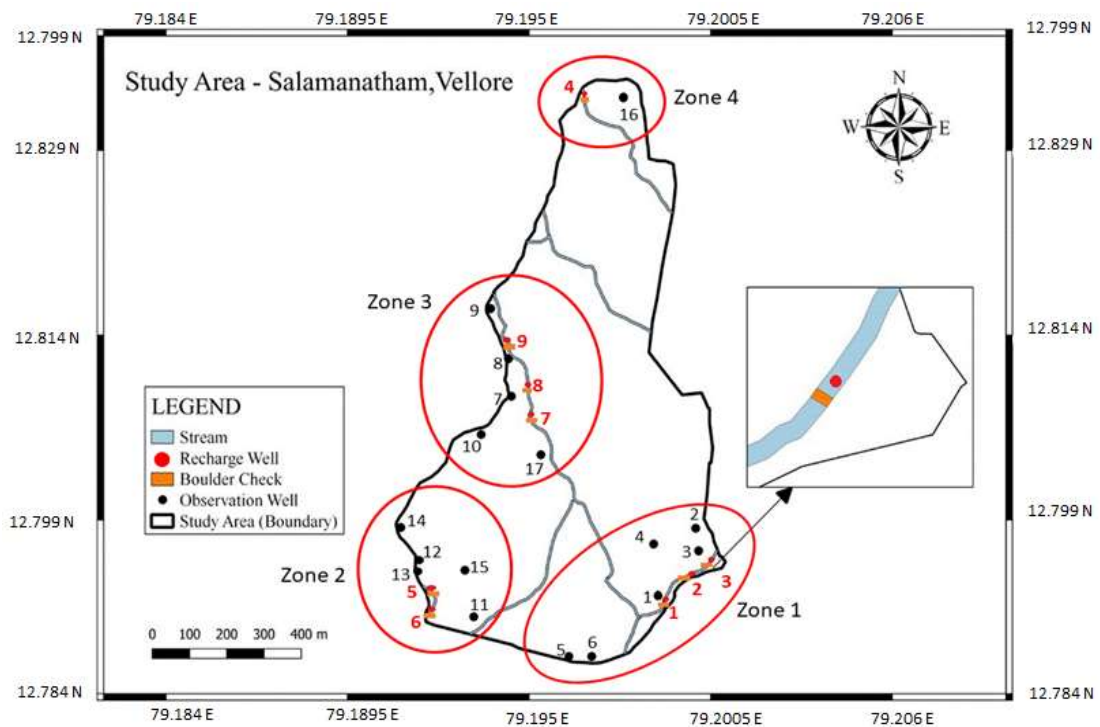 79.184 E 79.1895 E 79.195 E 79.2005 E 79.206 E
12.799 N 12.799 N
Study Area - Salamanatham,Vellore
4 16 Zone 4
N
W E
S
12.829 N 12.829 N
Zone 3
9
9
8
8
7
7
10
17
12.814 N 12.814 N
LEGEND
Stream
Recharge Well
Boulder Check
Observation Well
Study Area (Boundary)
12.799 N 12.799 N
14
2
4
3
12
13
15
Zone 2
5
3
2
1
1
Zone 1
6
11
5 6
0 100 200 300 400 m
12.784 N 12.784 N
79.184 E 79.1895 E 79.195 E 79.2005 E 79.206 E